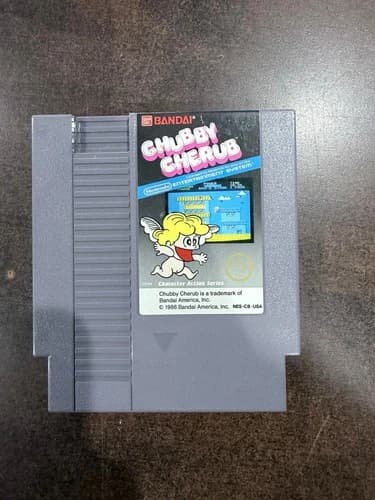 BANDAI
CHUBBY
CHERUB
Nintendo ENTERTAINMENT SYSTEM
Character Action Series
Chubby Cherub is a trademark of
Bandai America, Inc.
© 1986 Bandai America, Inc. NES-CB-USA